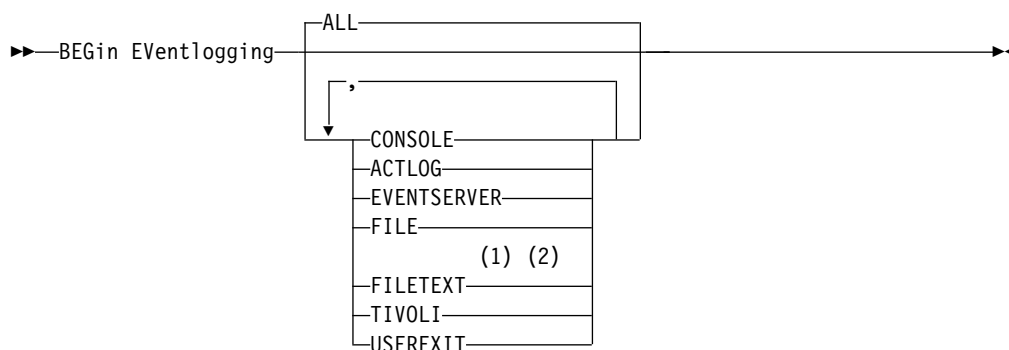 ALL
BEGin EVentlogging
,
CONSOLE
ACTLOG
EVENTSERVER
FILE
(1) (2)
FILETEXT
TIVOLI
USEREXIT